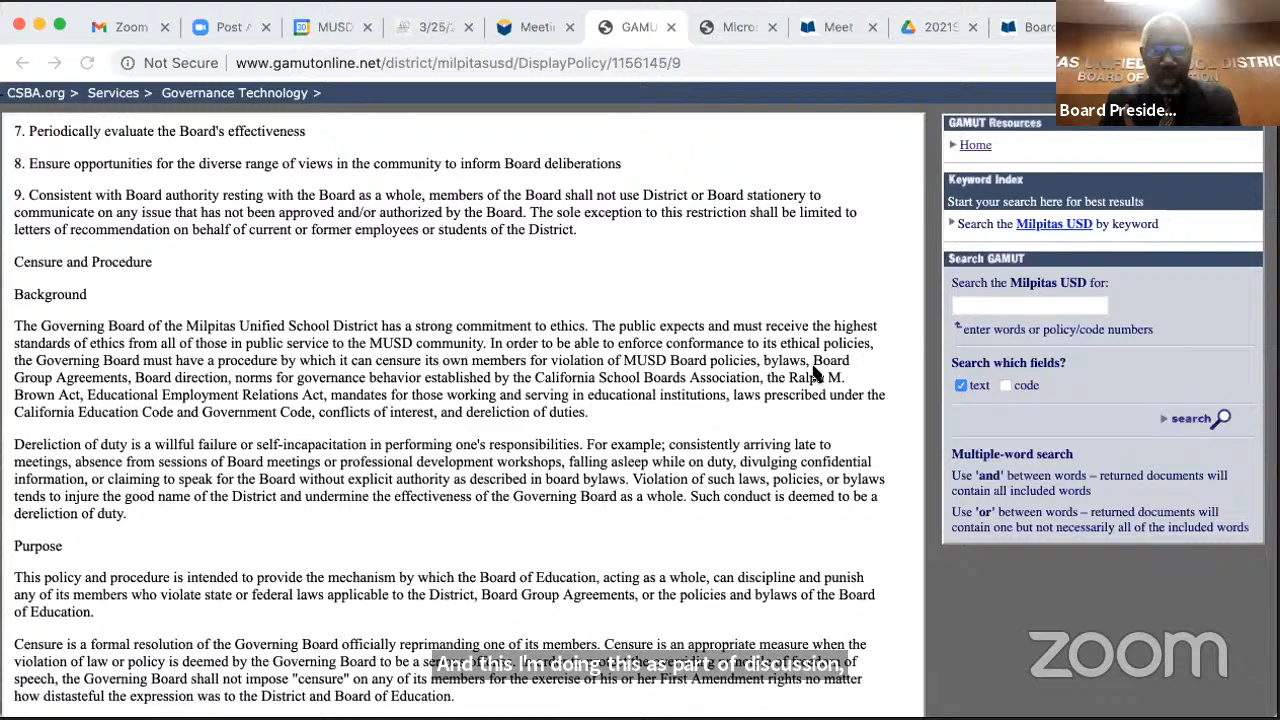 Zoom
Post /
MUSD
3/25/
Meeti
GAMU
Micro
Meet
2021S
Boar
Not Secure
www.gamutonline.net/district/milpitasusd/DisplayPolicy/1156145/9
CSBA.org > Services > Governance Technology >
UNIFIED SCHOOL DISTRIC
Board Preside...
7. Periodically evaluate the Board's effectiveness
8. Ensure opportunities for the diverse range of views in the community to inform Board deliberations
9. Consistent with Board authority resting with the Board as a whole, members of the Board shall not use District or Board stationery to
communicate on any issue that has not been approved and/or authorized by the Board. The sole exception to this restriction shall be limited to
letters of recommendation on behalf of current or former employees or students of the District.
Censure and Procedure
Background
The Governing Board of the Milpitas Unified School District has a strong commitment to ethics. The public expects and must receive the highest
standards of ethics from all of those in public service to the MUSD community. In order to be able to enforce conformance to its ethical policies,
the Governing Board must have a procedure by which it can censure its own members for violation of MUSD Board policies, bylaws, Board
Group Agreements, Board direction, norms for governance behavior established by the California School Boards Association, the Ralph M.
Brown Act, Educational Employment Relations Act, mandates for those working and serving in educational institutions, laws prescribed under the
California Education Code and Government Code, conflicts of interest, and dereliction of duties.
Dereliction of duty is a willful failure or self-incapacitation in performing one's responsibilities. For example; consistently arriving late to
meetings, absence from sessions of Board meetings or professional development workshops, falling asleep while on duty, divulging confidential
information, or claiming to speak for the Board without explicit authority as described in board bylaws. Violation of such laws, policies, or bylaws
tends to injure the good name of the District and undermine the effectiveness of the Governing Board as a whole. Such conduct is deemed to be a
dereliction of duty.
Purpose
This policy and procedure is intended to provide the mechanism by which the Board of Education, acting as a whole, can discipline and punish
any of its members who violate state or federal laws applicable to the District, Board Group Agreements, or the policies and bylaws of the Board
of Education.
Censure is a formal resolution of the Governing Board officially reprimanding one of its members. Censure is an appropriate measure when the
violation of law or policy is deemed by the Governing Board to be a
speech, the Governing Board shall not impose "censure" on any of its members for the exercise of his or her First Amendment rights no matter
how distasteful the expression was to the District and Board of Education.
And this I'm doing this as part of discussion,
GAMUT Resources
Home
Keyword Index
Start your search here for best results
Search the Milpitas USD by keyword
Search GAMUT
Search the Milpitas USD for:
enter words or policy/code numbers
Search which fields?
text code
search
Multiple-word search
Use 'and' between words – returned documents will
contain all included words
Use 'or' between words – returned documents will
contain one but not necessarily all of the included words
zoom